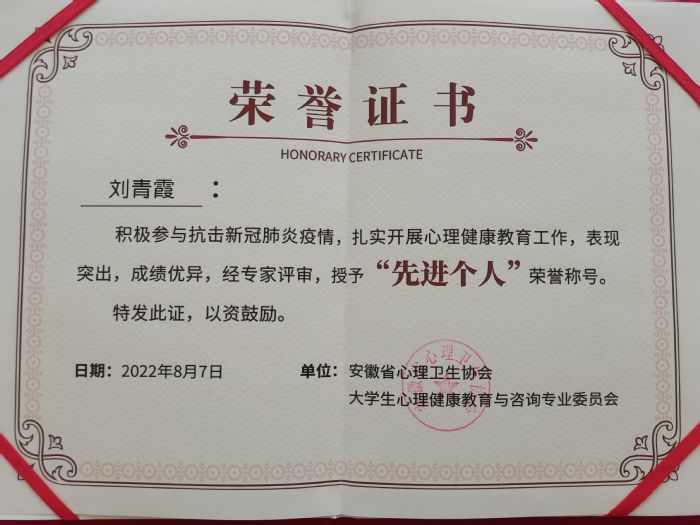 荣誉证书
HONORARY CERTIFICATE
刘青霞：
积极参与抗击新冠肺炎疫情，扎实开展心理健康教育工作，表现
突出，成绩优异，经专家评审，授予“先进个人”荣誉称号。
特发此证，以资鼓励。
日期：2022年8月7日
单位：安徽省心理卫生协会
大学生心理健康教育与咨询专业委员会